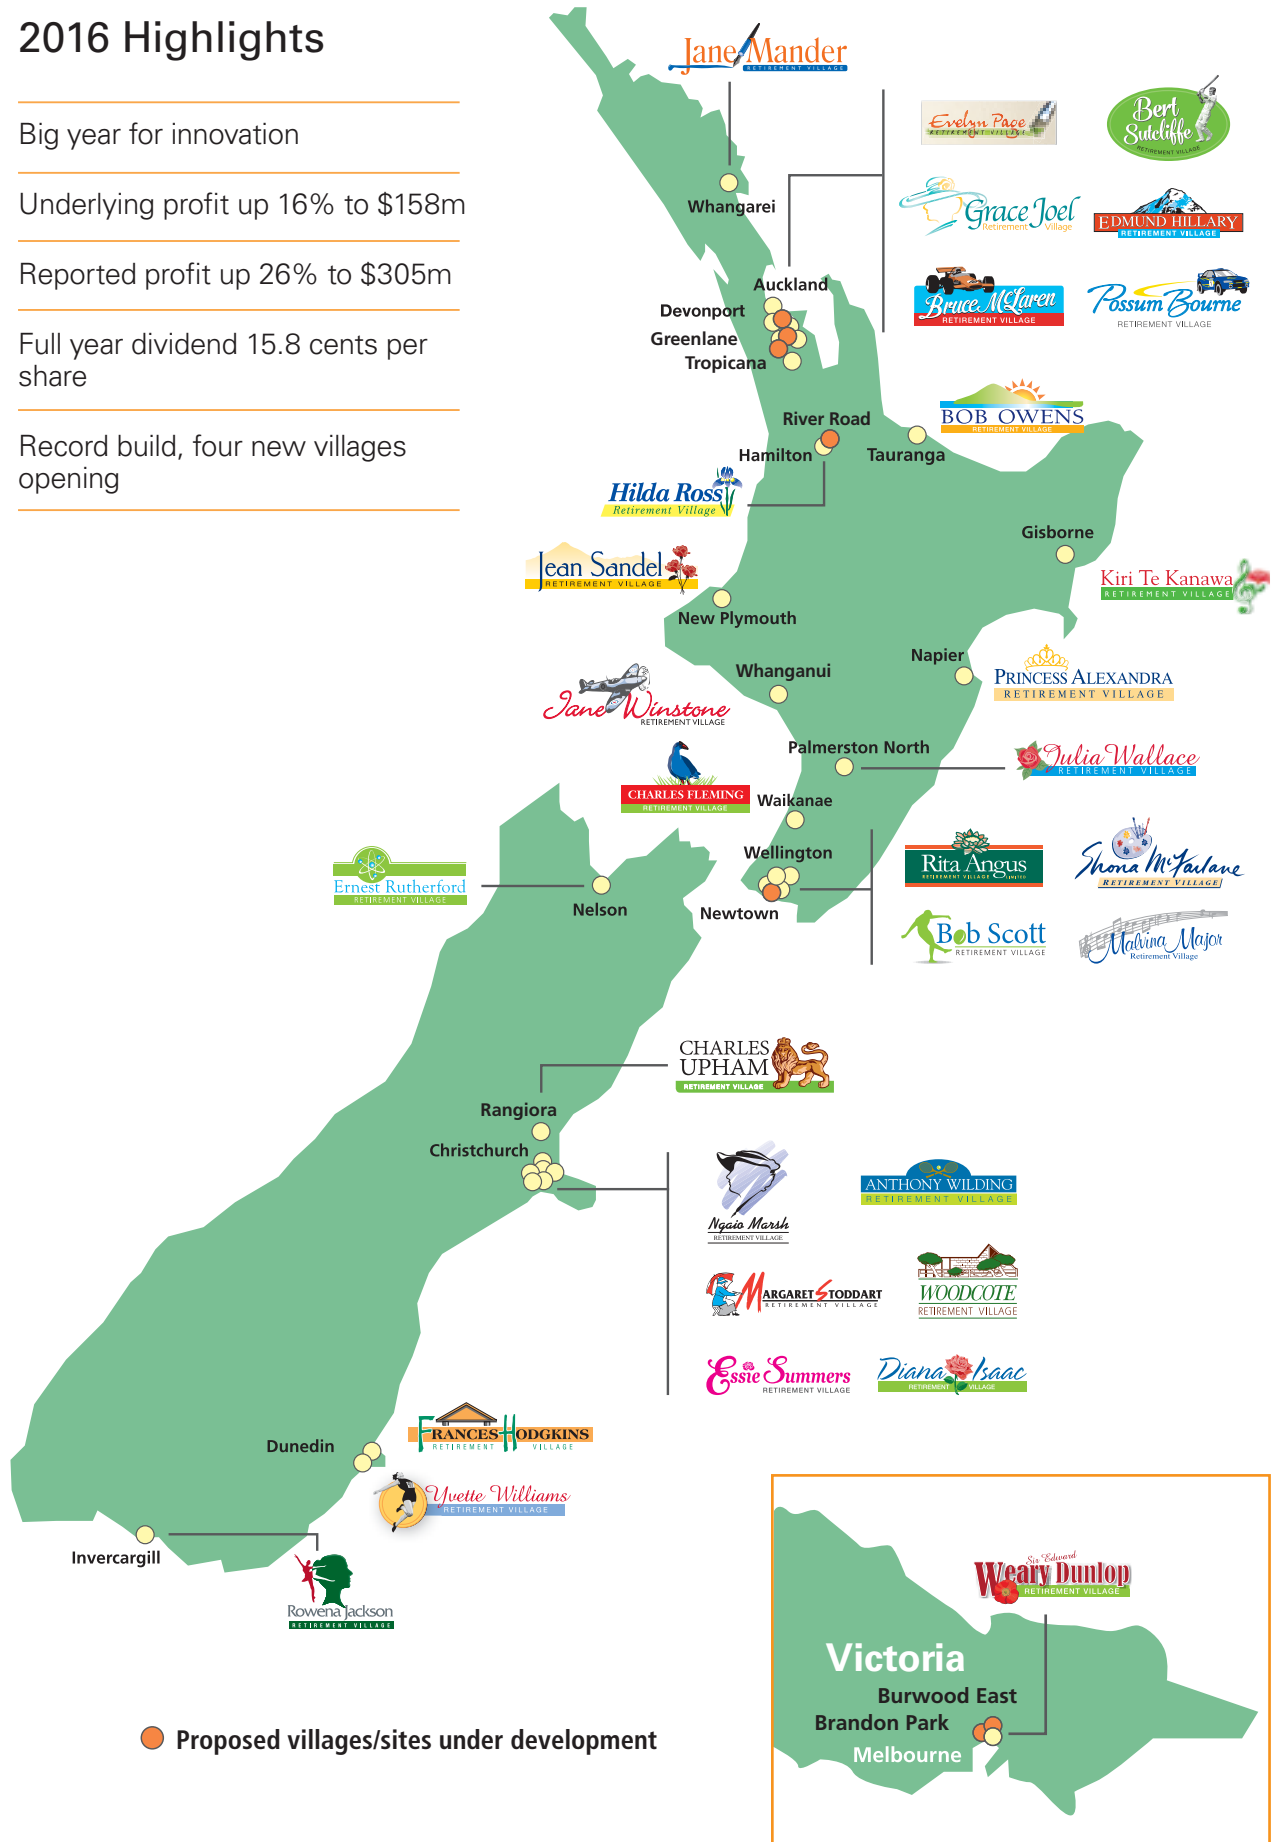 2016 Highlights
Big year for innovation
Underlying profit up 16% to $158m
Reported profit up 26% to $305m
Full year dividend 15.8 cents per
share
Record build, four new villages
opening
Jane Mander
RETIREMENT VILLAGE
Whangarei
Evelyn Page
RETIREMENT VILLAGE
Bert
Sutcliffe
RETIREMENT VILLAGE
Grace Joel
Retirement Village
EDMUND HILLARY
RETIREMENT VILLAGE
Bruce McLaren
RETIREMENT VILLAGE
Possum Bourne
RETIREMENT VILLAGE
Auckland
Devonport
Greenlane
Tropicana
BOB OWENS
RETIREMENT VILLAGE
River Road
Hamilton
Tauranga
Hilda Ross
Retirement Village
Gisborne
Jean Sandel
RETIREMENT VILLAGE
Kiri Te Kanawa
RETIREMENT VILLAGE
New Plymouth
Napier
PRINCESS ALEXANDRA
RETIREMENT VILLAGE
Whanganui
Jane Winstone
RETIREMENT VILLAGE
Palmerston North
Julia Wallace
RETIREMENT VILLAGE
CHARLES FLEMING
RETIREMENT VILLAGE
Waikanae
Wellington
Rita Angus
RETIREMENT VILLAGE
Shona McFarlane
RETIREMENT VILLAGE
Ernest Rutherford
RETIREMENT VILLAGE
Nelson
Newtown
Bob Scott
RETIREMENT VILLAGE
Malvina Major
Retirement Village
CHARLES
UPHAM
RETIREMENT VILLAGE
Rangiora
Christchurch
Ngaio Marsh
RETIREMENT VILLAGE
ANTHONY WILDING
RETIREMENT VILLAGE
MARGARET STODDART
RETIREMENT VILLAGE
WOODCOTE
RETIREMENT VILLAGE
Essie Summers
RETIREMENT VILLAGE
Diana Isaac
RETIREMENT VILLAGE
FRANCES HODGKINS
RETIREMENT VILLAGE
Dunedin
Yvette Williams
RETIREMENT VILLAGE
Invercargill
Rowena Jackson
RETIREMENT VILLAGE
Sir Edward
Weary Dunlop
RETIREMENT VILLAGE
Victoria
Burwood East
Brandon Park
Melbourne
Proposed villages/sites under development